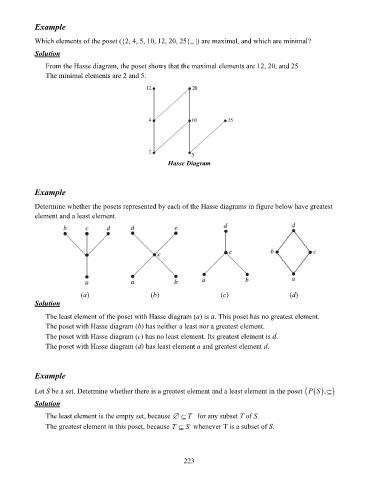 Example
Which elements of the poset ({2, 4, 5, 10, 12, 20, 25}, |) are maximal, and which are minimal?
Solution
From the Hasse diagram, the poset shows that the maximal elements are 12, 20, and 25
The minimal elements are 2 and 5.
12 20
4 10 25
2 5
Hasse Diagram
Example
Determine whether the posets represented by each of the Hasse diagrams in figure below have greatest
element and a least element.
b c d d e d d
c c b c
a a b a b a
(a) (b) (c) (d)
Solution
The least element of the poset with Hasse diagram (a) is a. This poset has no greatest element.
The poset with Hasse diagram (b) has neither a least nor a greatest element.
The poset with Hasse diagram (c) has no least element. Its greatest element is d.
The poset with Hasse diagram (d) has least element a and greatest element d.
Example
Let S be a set. Determine whether there is a greatest element and a least element in the poset (P(S), ⊆)
Solution
The least element is the empty set, because ∅ ⊆ T for any subset T of S.
The greatest element in this poset, because T ⊆ S whenever T is a subset of S.
223